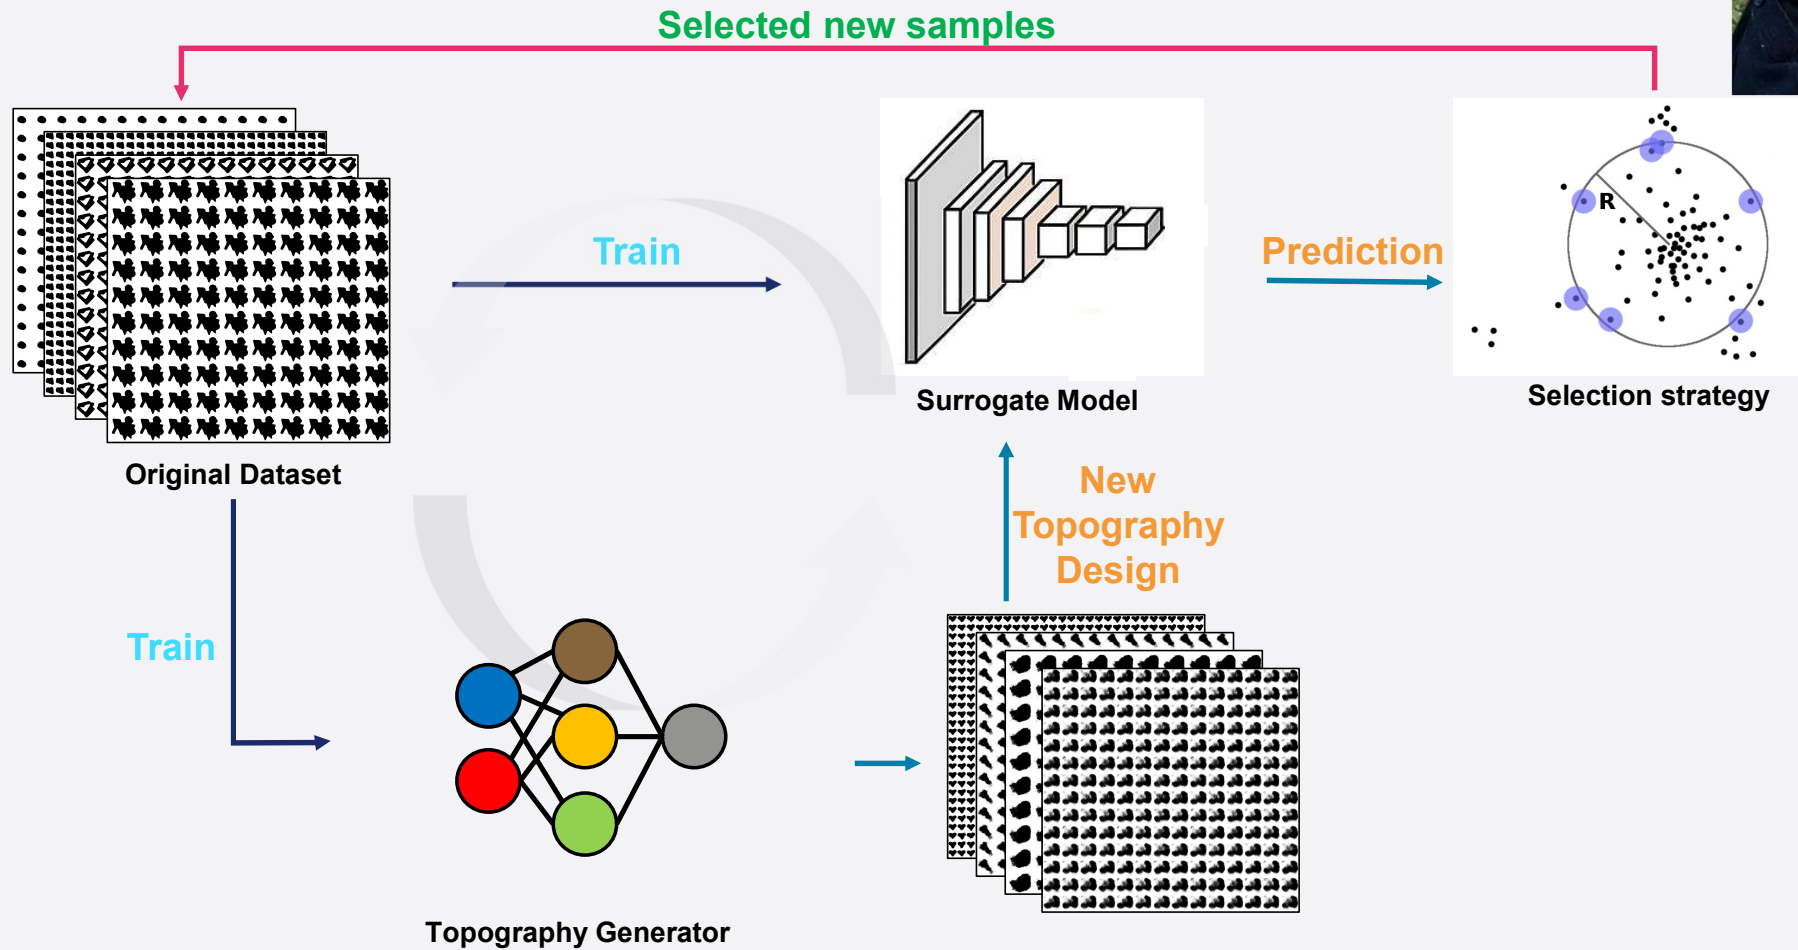 Selected new samples
Train
Prediction
R
Surrogate Model
Selection strategy
Original Dataset
New
Topography
Design
Train
Topography Generator